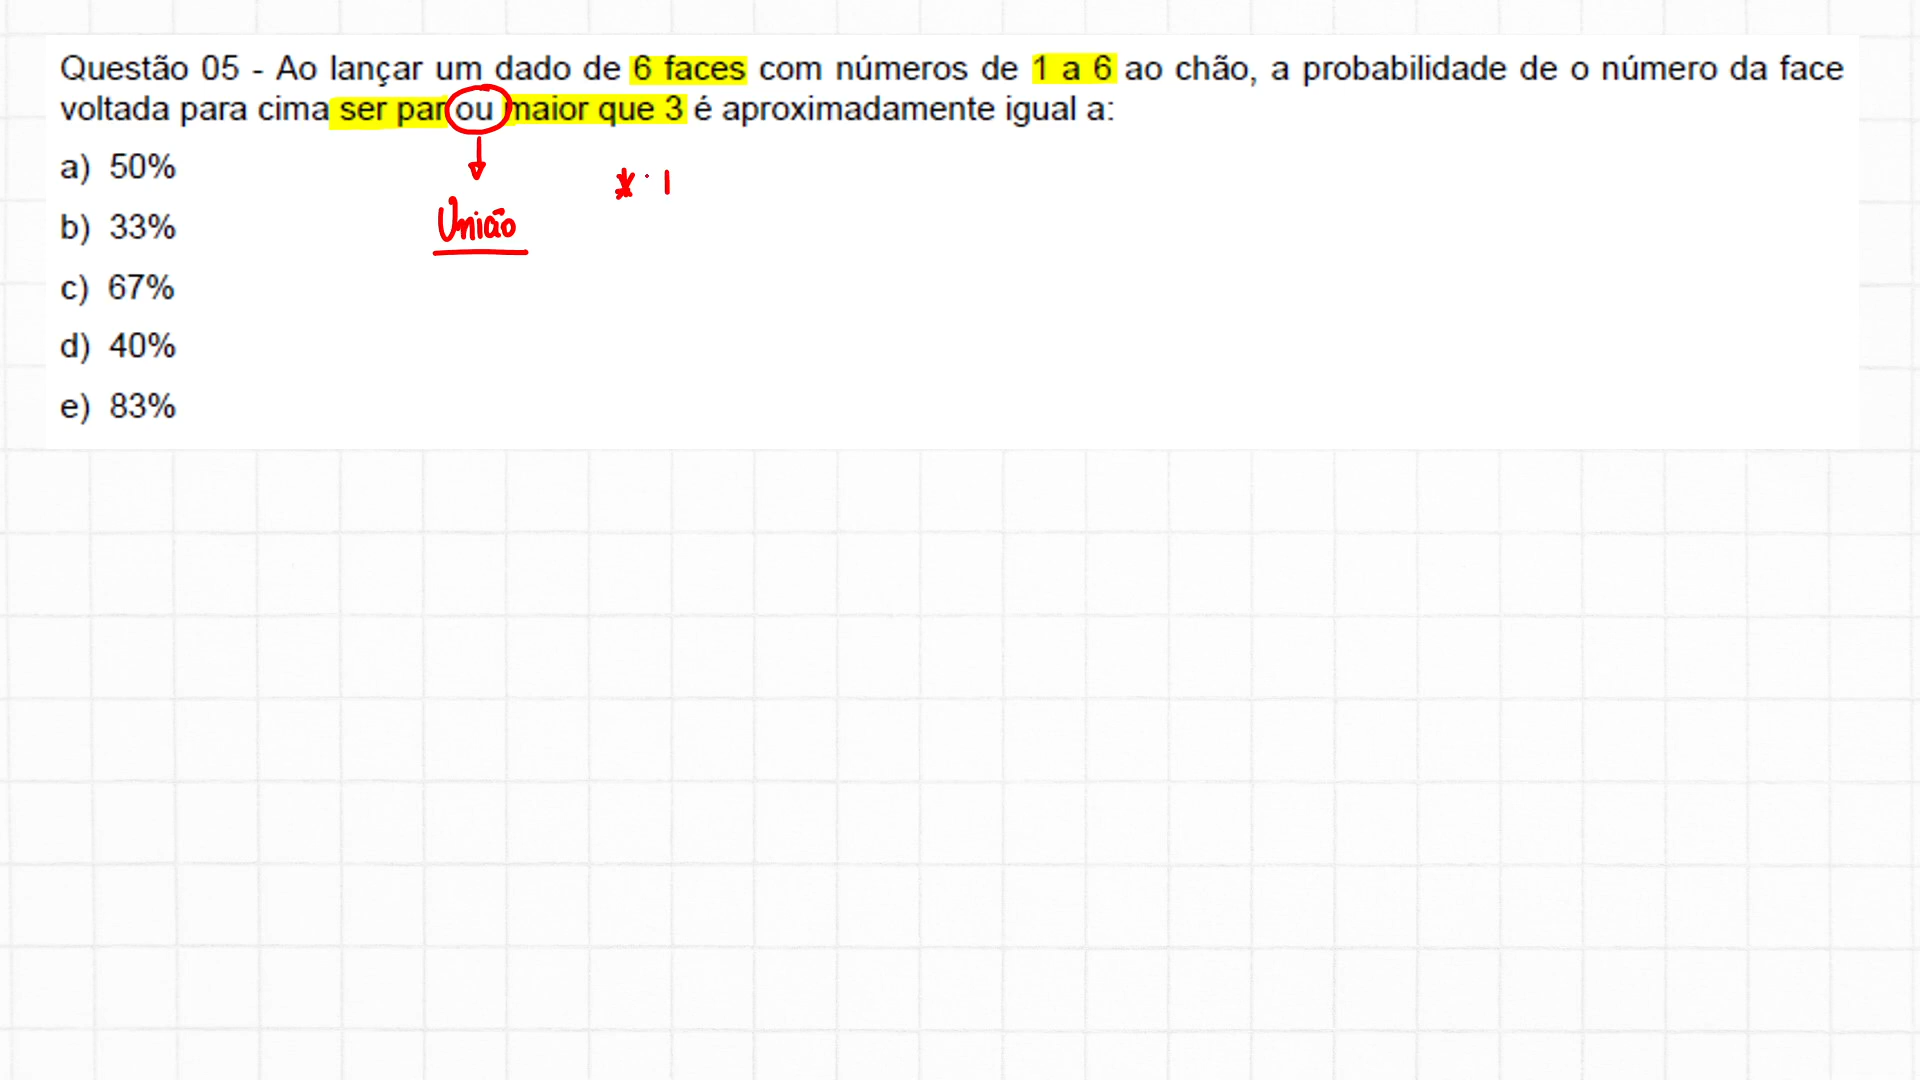 Questão 05 - Ao lançar um dado de 6 faces com números de 1 a 6 ao chão, a probabilidade de o número da face
voltada para cima ser par ou maior que 3 é aproximadamente igual a:
a) 50%
b) 33%
c) 67%
d) 40%
e) 83%
União